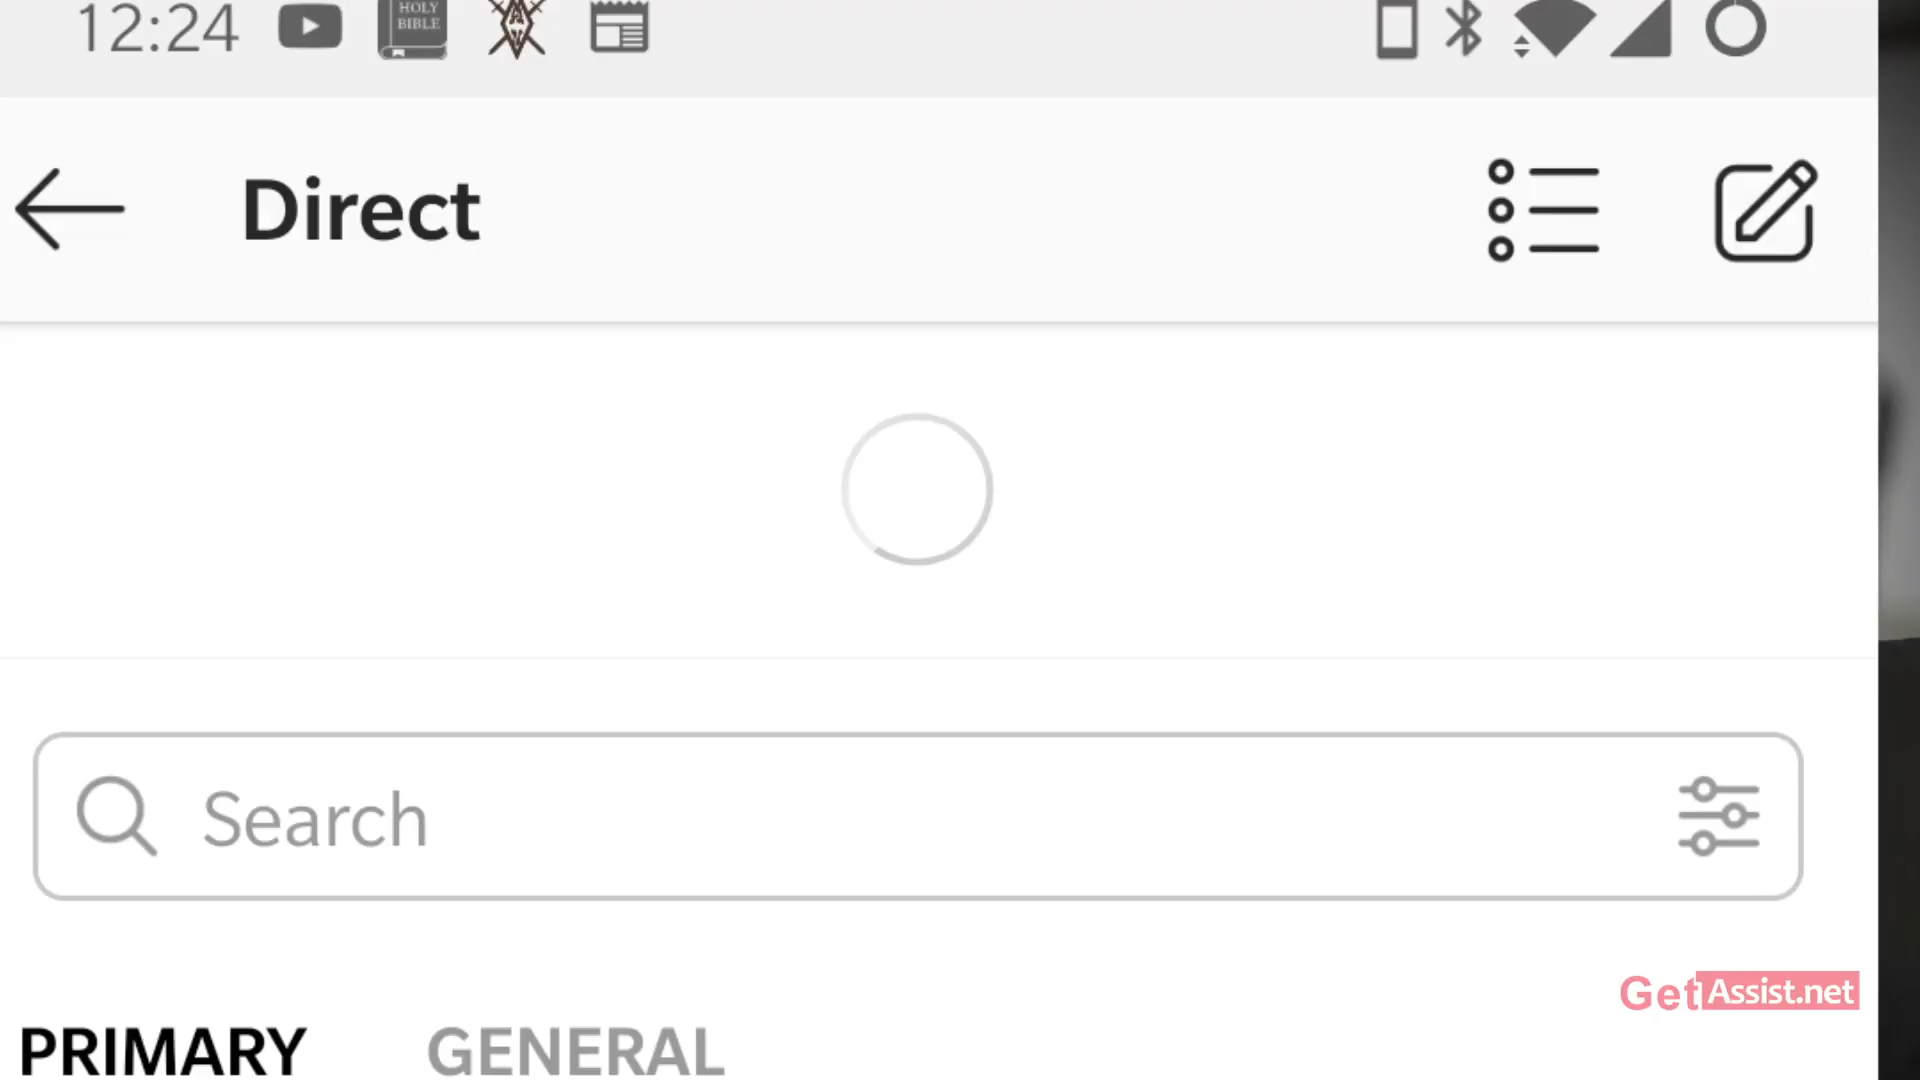 12:24
HOLY
BIBLE
Direct
Search
PRIMARY GENERAL
GetAssist.net